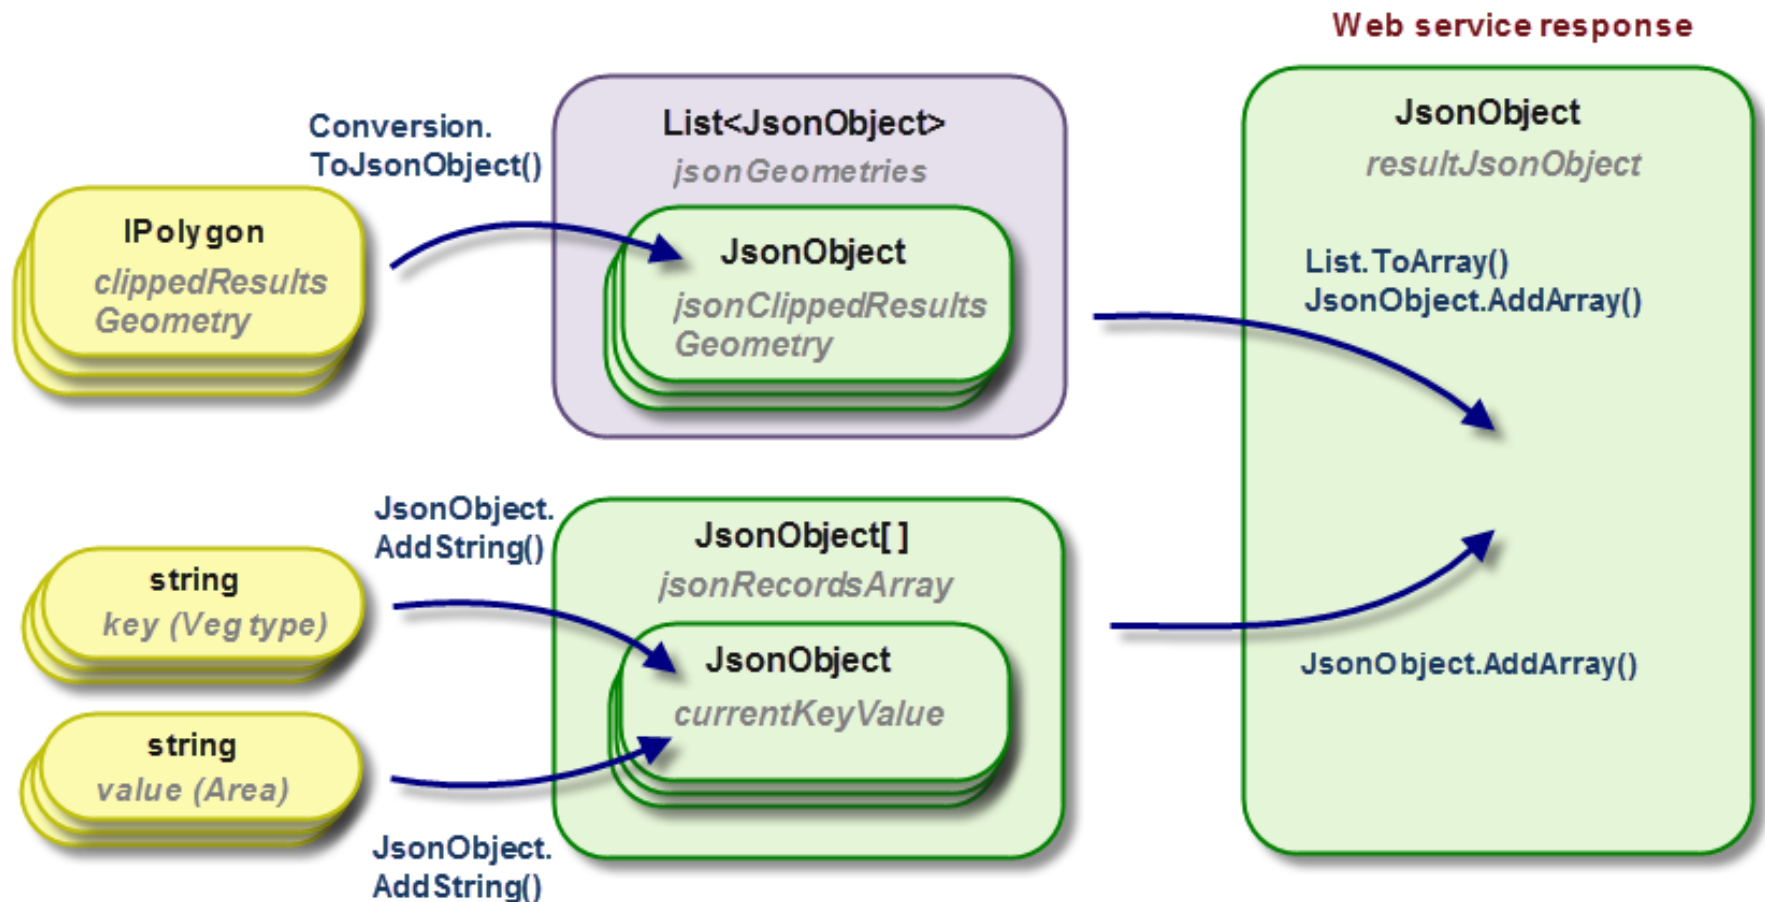 Web service response
Conversion.
ToJsonObject()
IPolygon
clippedResults
Geometry
List<JsonObject>
jsonGeometries
JsonObject
jsonClippedResults
Geometry
JsonObject
resultJsonObject
List.ToArray()
JsonObject.AddArray()
JsonObject.
AddString()
string
key (Veg type)
string
value (Area)
JsonObject.
AddString()
JsonObject[ ]
jsonRecordsArray
JsonObject
currentKeyValue
JsonObject.AddArray()